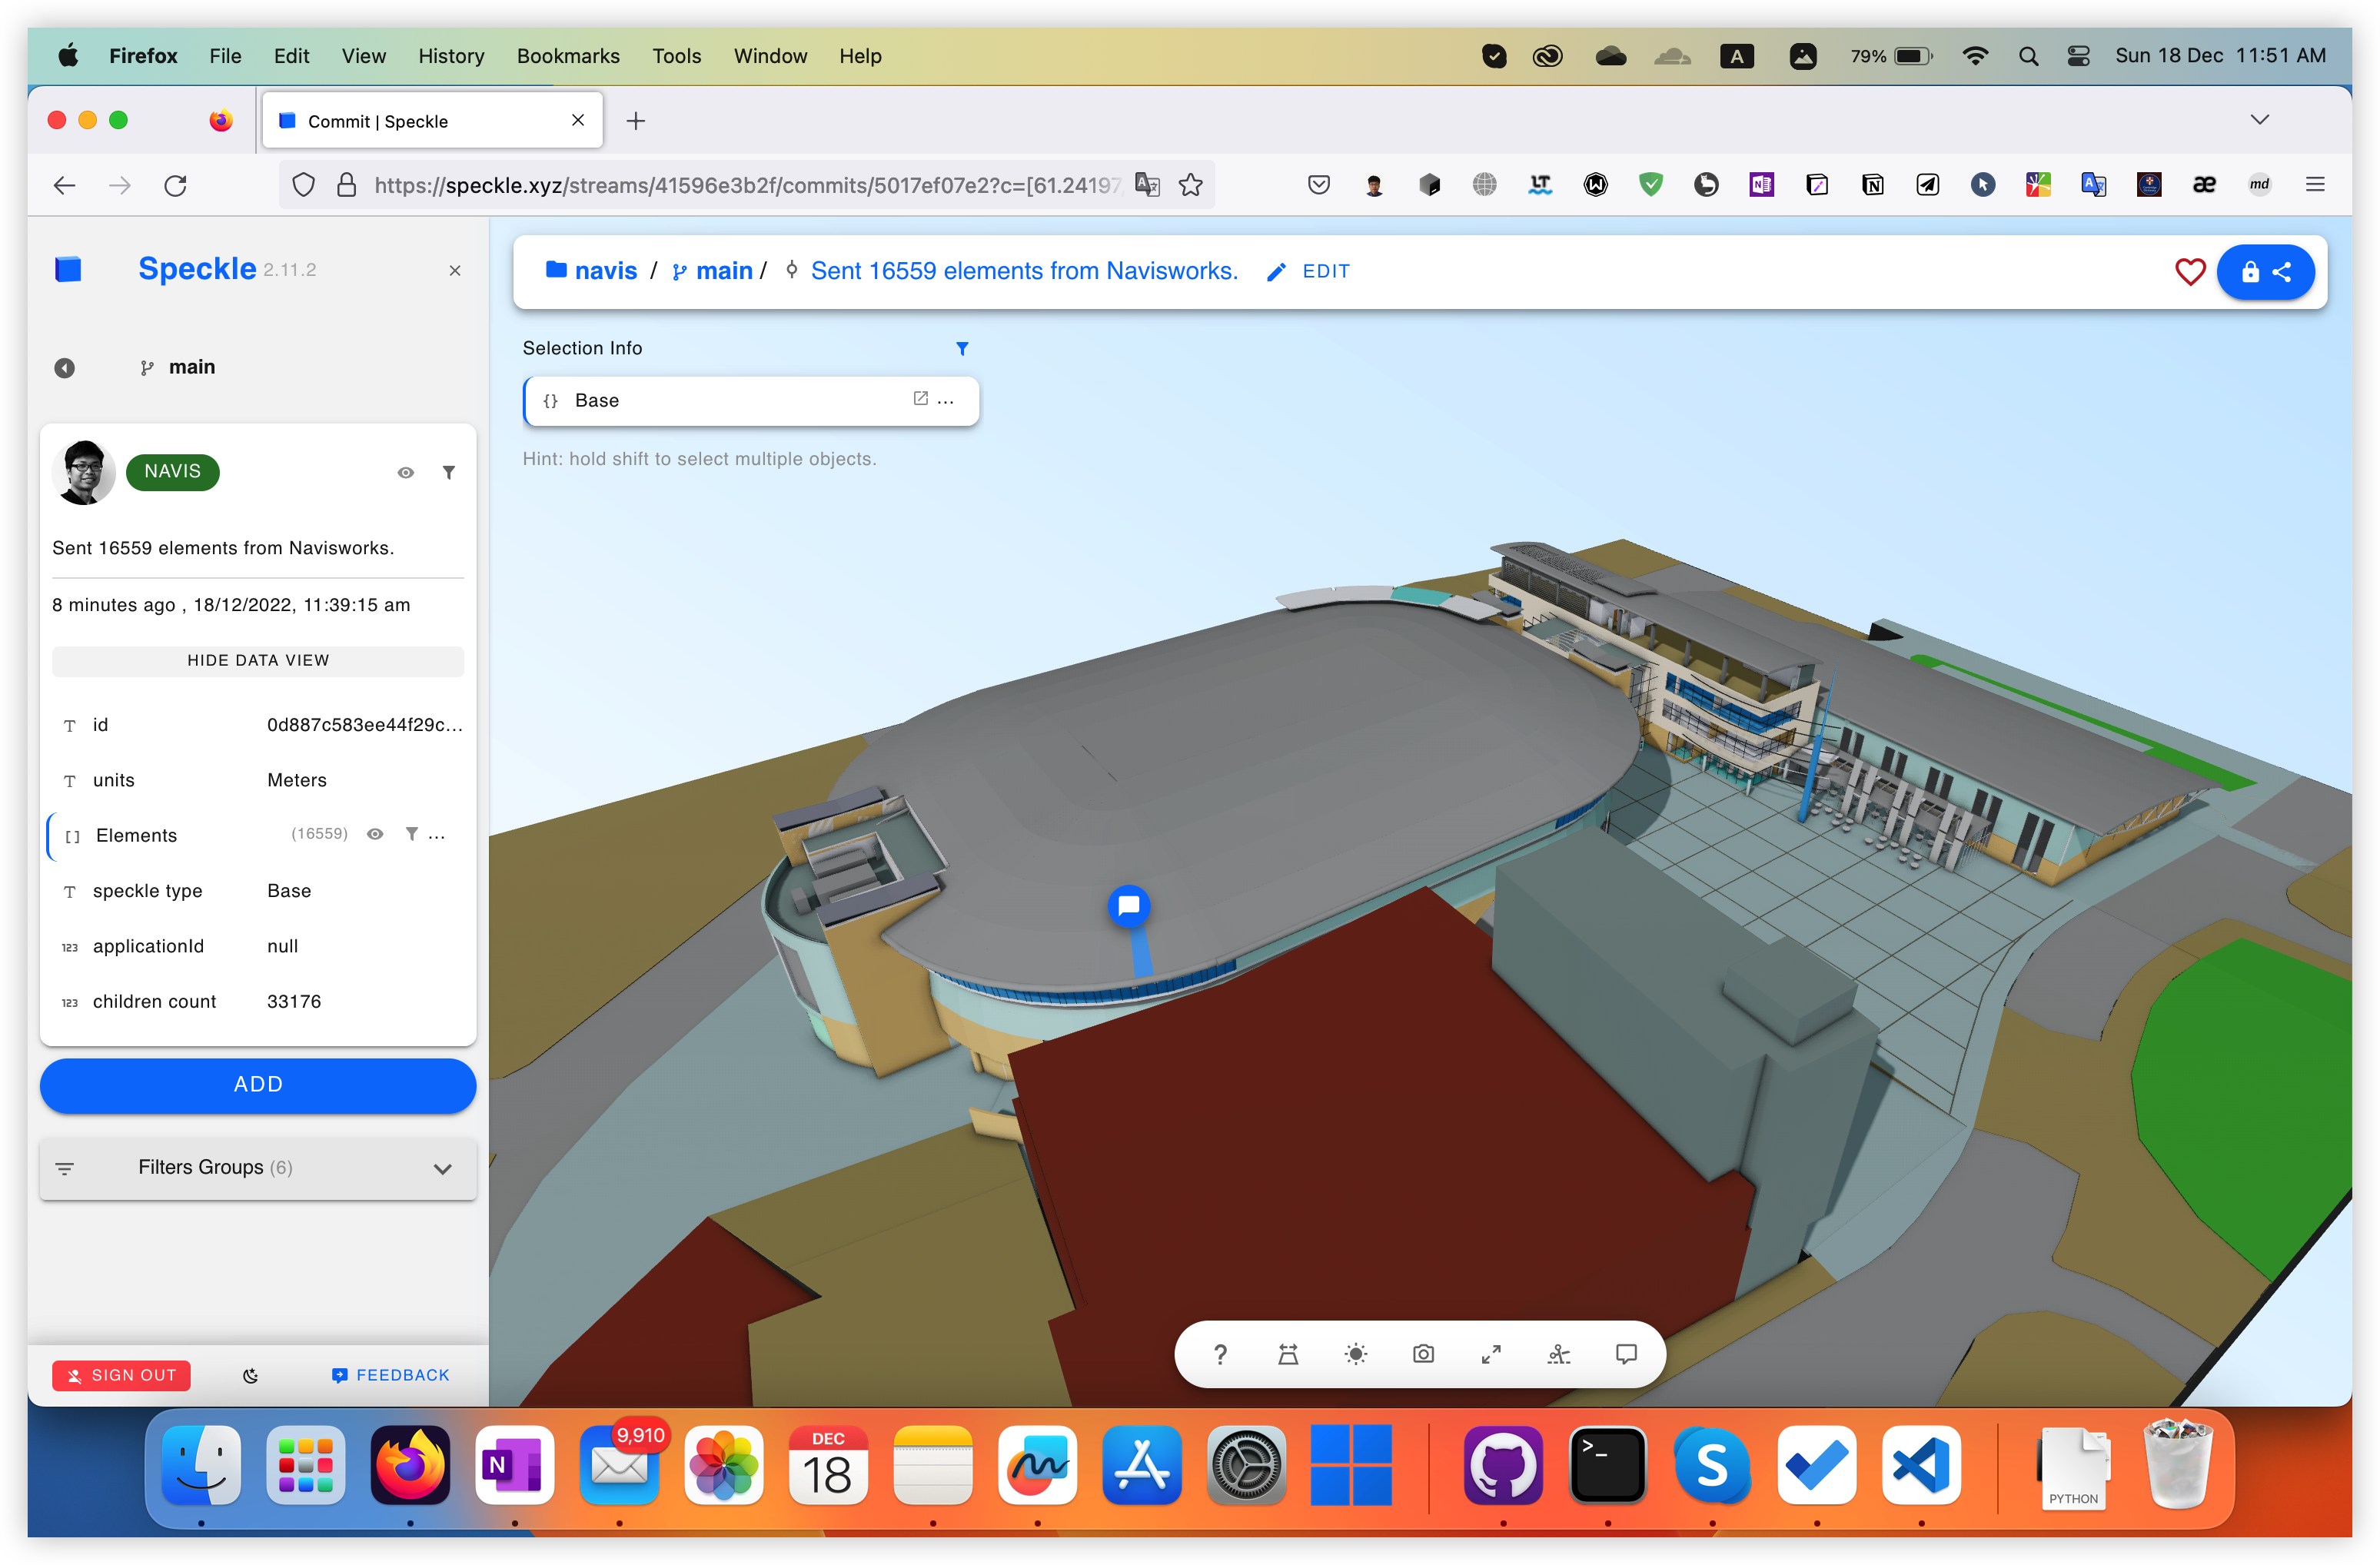 Firefox File Edit View History Bookmarks Tools Window Help
A 79% Sun 18 Dec 11:51 AM
Commit | Speckle
https://speckle.xyz/streams/41596e3b2f/commits/5017ef07e2?c=[61.24197,
LT N N æ md
Speckle 2.11.2
navis / main / Sent 16559 elements from Navisworks. EDIT
main
Selection Info
{} Base ...
Hint: hold shift to select multiple objects.
NAVIS
Sent 16559 elements from Navisworks.
8 minutes ago , 18/12/2022, 11:39:15 am
HIDE DATA VIEW
T id 0d887c583ee44f29c...
T units Meters
[] Elements (16559) ...
T speckle type Base
123 applicationId null
123 children count 33176
ADD
Filters Groups (6)
SIGN OUT FEEDBACK
?
N
9,910
DEC
18
>_
S
PYTHON